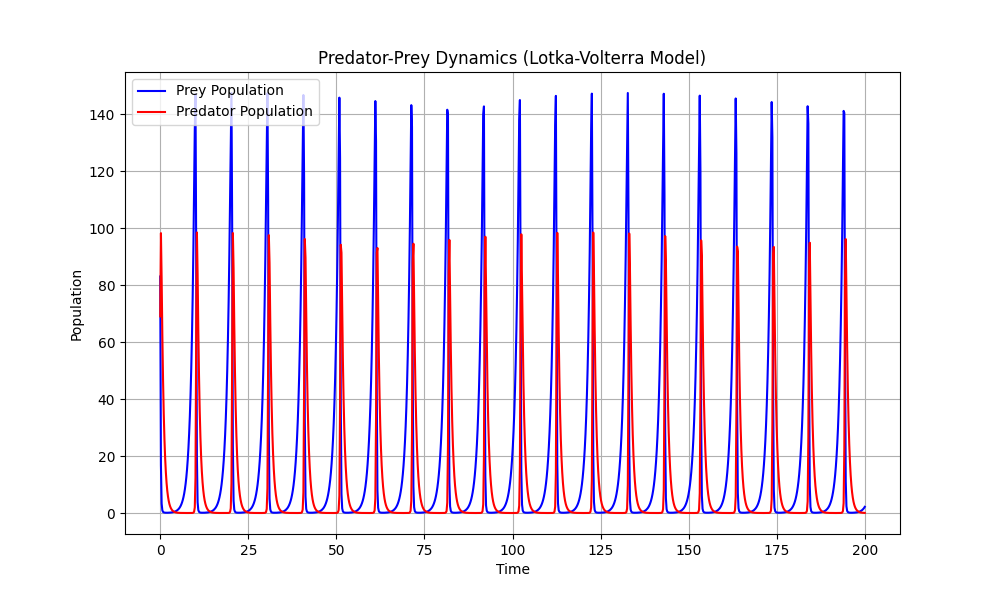 Predator-Prey Dynamics (Lotka-Volterra Model)
Prey Population
Predator Population
Population
140
120
100
80
60
40
20
0
0 25 50 75 100 125 150 175 200
Time